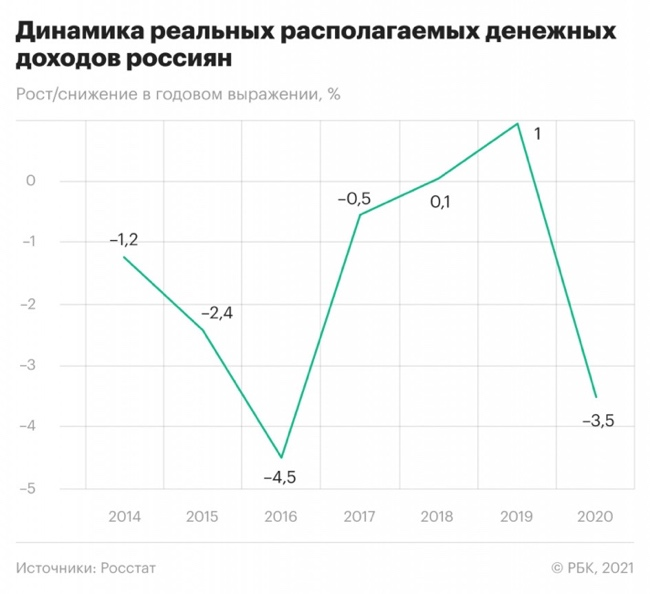 Динамика реальных располагаемых денежных
доходов россиян
Рост/снижение в годовом выражении, %
0
−1
−2
−3
−4
−5
−1,2
−2,4
−4,5
−0,5
0,1
1
−3,5
2014 2015 2016 2017 2018 2019 2020
Источники: Росстат © РБК, 2021